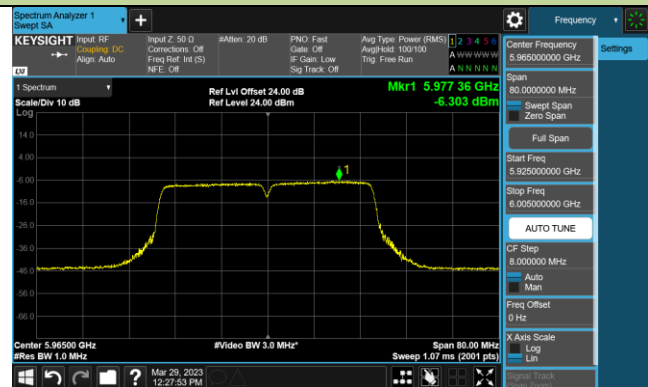 Spectrum Analyzer 1
Swept SA
+
Frequency
KEYSIGHT
Input: RF
Coupling: DC
Align: Auto
Input Z: 50 Ω
Corrections: Off
Freq Ref: Int (S)
NFE: Off
#Atten: 20 dB
PNO: Fast
Gate: Off
IF Gain: Low
Sig Track: Off
Avg Type: Power (RMS)
Avg|Hold: 100/100
Trig: Free Run
1 2 3 4 5 6
A W W W W W
A N N N N N
LXI
1 Spectrum
Scale/Div 10 dB
Log
Ref Lvl Offset 24.00 dB
Ref Level 24.00 dBm
Mkr1 5.977 36 GHz
-6.303 dBm
14.0
4.00
-6.00
-16.0
-26.0
-36.0
-46.0
-56.0
-66.0
1
Center 5.96500 GHz
#Res BW 1.0 MHz
#Video BW 3.0 MHz*
Span 80.00 MHz
Sweep 1.07 ms (2001 pts)
Mar 29, 2023
12:27:53 PM
?
Center Frequency
5.965000000 GHz
Span
80.0000000 MHz
Swept Span
Zero Span
Full Span
Start Freq
5.925000000 GHz
Stop Freq
6.005000000 GHz
AUTO TUNE
CF Step
8.000000 MHz
Auto
Man
Freq Offset
0 Hz
X Axis Scale
Log
Lin
Signal Track
Settings